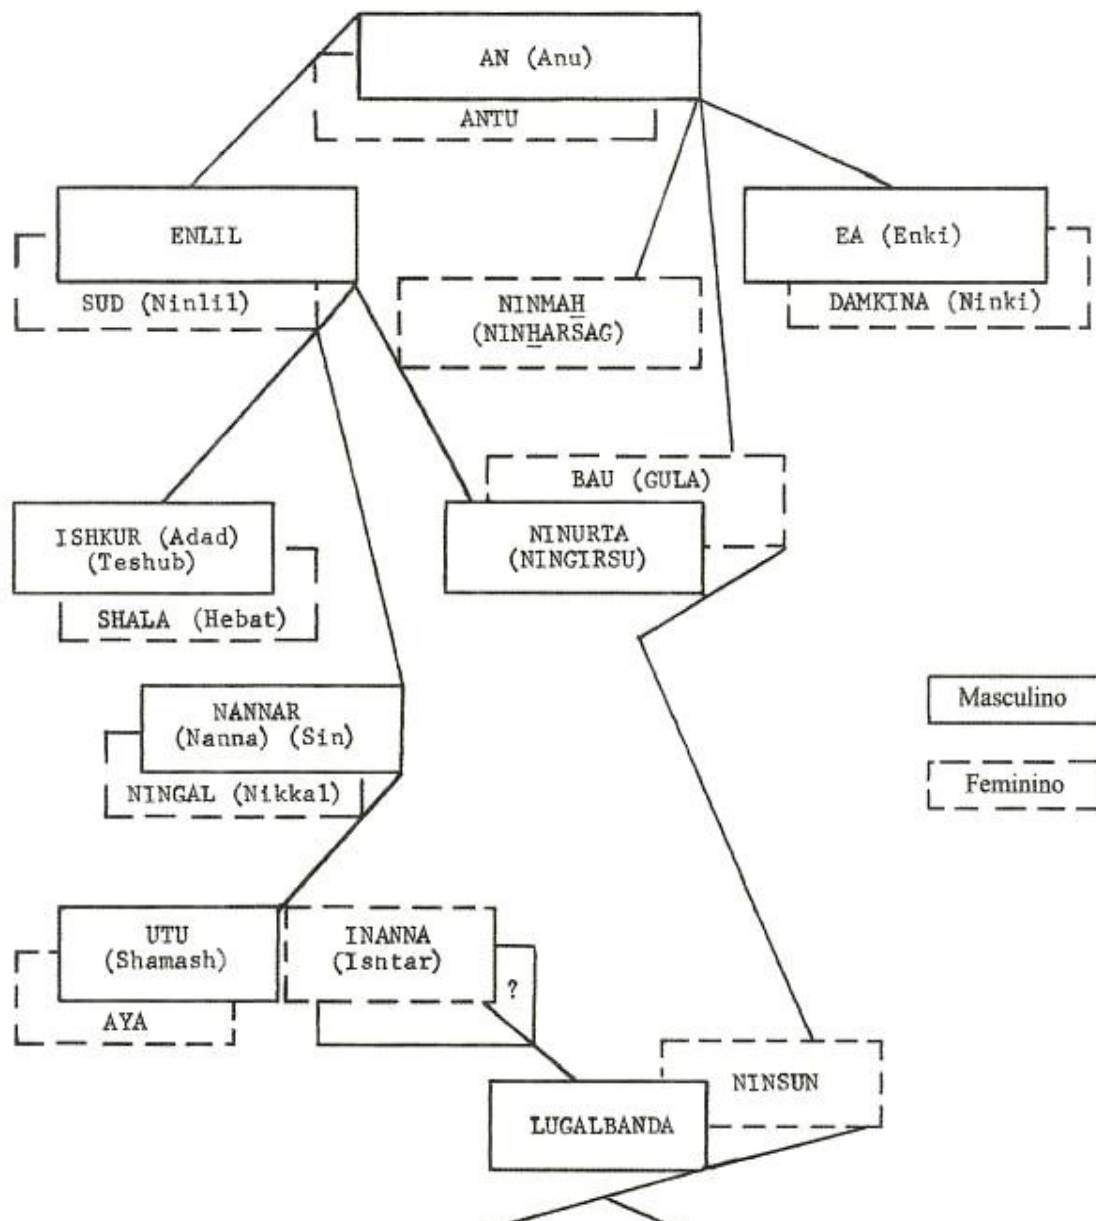 AN (Anu)
ANTU
ENLIL
SUD (Ninlil)
EA (Enki)
DAMKINA (Ninki)
NINMAH
(NINHARSAG)
BAU (GULA)
ISHKUR (Adad)
(Teshub)
SHALA (Hebat)
NINURTA
(NINGIRSU)
NANNAR
(Nanna) (Sin)
NINGAL (Nikkal)
Masculino
Feminino
UTU
(Shamash)
AYA
INANNA
(Ishtar)
?
NINSUN
LUGALBANDA